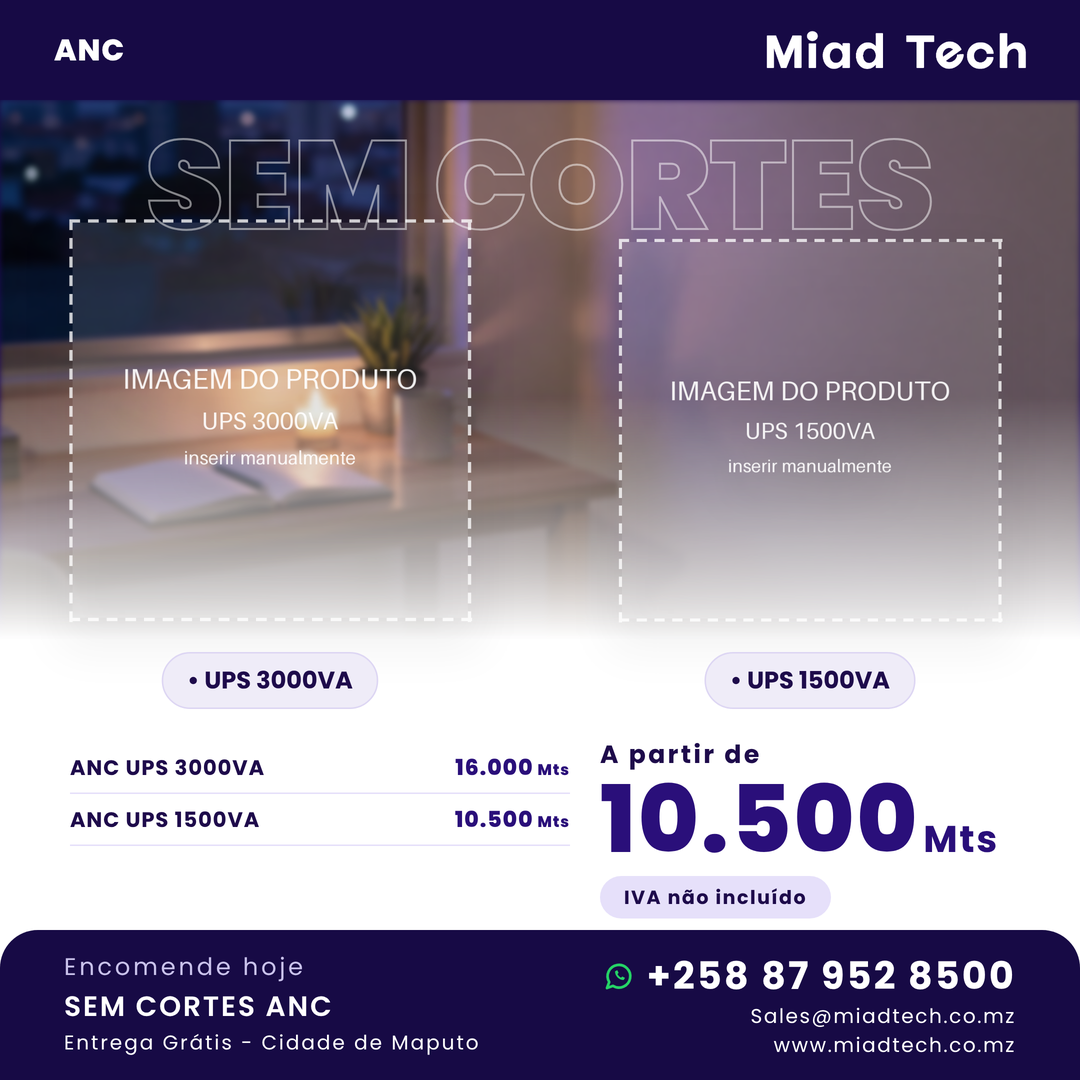 ANC
Miad Tech
SEM CORTES
IMAGEM DO PRODUTO
UPS 3000VA
inserir manualmente
IMAGEM DO PRODUTO
UPS 1500VA
inserir manualmente
• UPS 3000VA
• UPS 1500VA
ANC UPS 3000VA 16.000 Mts
ANC UPS 1500VA 10.500 Mts
A partir de
10.500 Mts
IVA não incluído
Encomende hoje
SEM CORTES ANC
Entrega Grátis - Cidade de Maputo
+258 87 952 8500
Sales@miadtech.co.mz
www.miadtech.co.mz